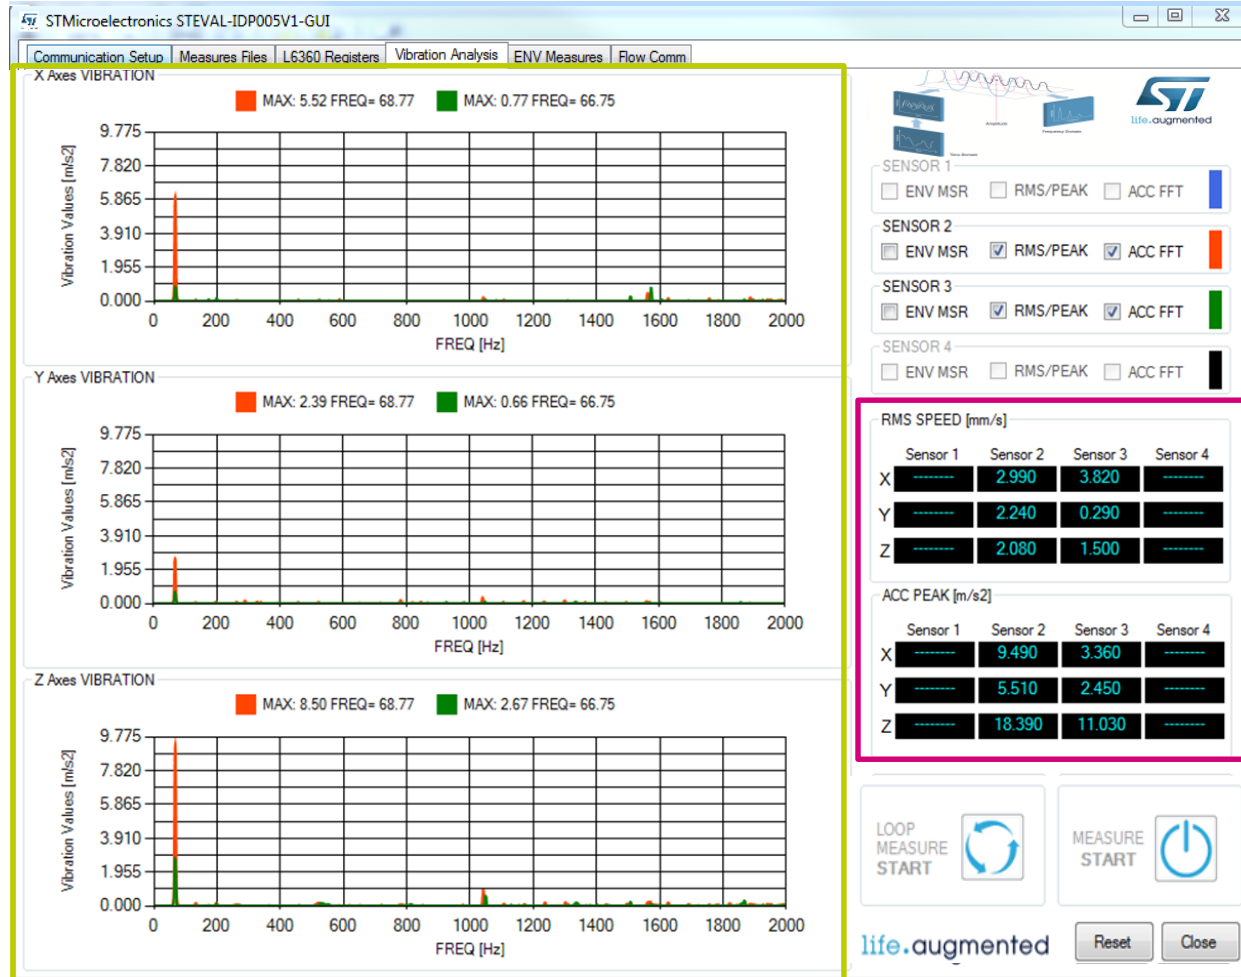 STMicroelectronics STEVAL-IDP005V1-GUI
Communication Setup Measures Files L6360 Registers Vibration Analysis ENV Measures Flow Comm
X Axes VIBRATION
MAX: 5.52 FREQ= 68.77 MAX: 0.77 FREQ= 66.75
Vibration Values [m/s2]
9.775
7.820
5.865
3.910
1.955
0.000
0 200 400 600 800 1000 1200 1400 1600 1800 2000
FREQ [Hz]
Y Axes VIBRATION
MAX: 2.39 FREQ= 68.77 MAX: 0.66 FREQ= 66.75
Vibration Values [m/s2]
9.775
7.820
5.865
3.910
1.955
0.000
0 200 400 600 800 1000 1200 1400 1600 1800 2000
FREQ [Hz]
Z Axes VIBRATION
MAX: 8.50 FREQ= 68.77 MAX: 2.67 FREQ= 66.75
Vibration Values [m/s2]
9.775
7.820
5.865
3.910
1.955
0.000
0 200 400 600 800 1000 1200 1400 1600 1800 2000
FREQ [Hz]
Amplitude
Frequency Domain
Time Domain
ST
life.augmented
SENSOR 1
ENV MSR RMS/PEAK ACC FFT
SENSOR 2
ENV MSR RMS/PEAK ACC FFT
SENSOR 3
ENV MSR RMS/PEAK ACC FFT
SENSOR 4
ENV MSR RMS/PEAK ACC FFT
RMS SPEED [mm/s]
Sensor 1 Sensor 2 Sensor 3 Sensor 4
X -------- 2.990 3.820 --------
Y -------- 2.240 0.290 --------
Z -------- 2.080 1.500 --------
ACC PEAK [m/s2]
Sensor 1 Sensor 2 Sensor 3 Sensor 4
X -------- 9.490 3.360 --------
Y -------- 5.510 2.450 --------
Z -------- 18.390 11.030 --------
LOOP
MEASURE
START
MEASURE
START
life.augmented
Reset
Close